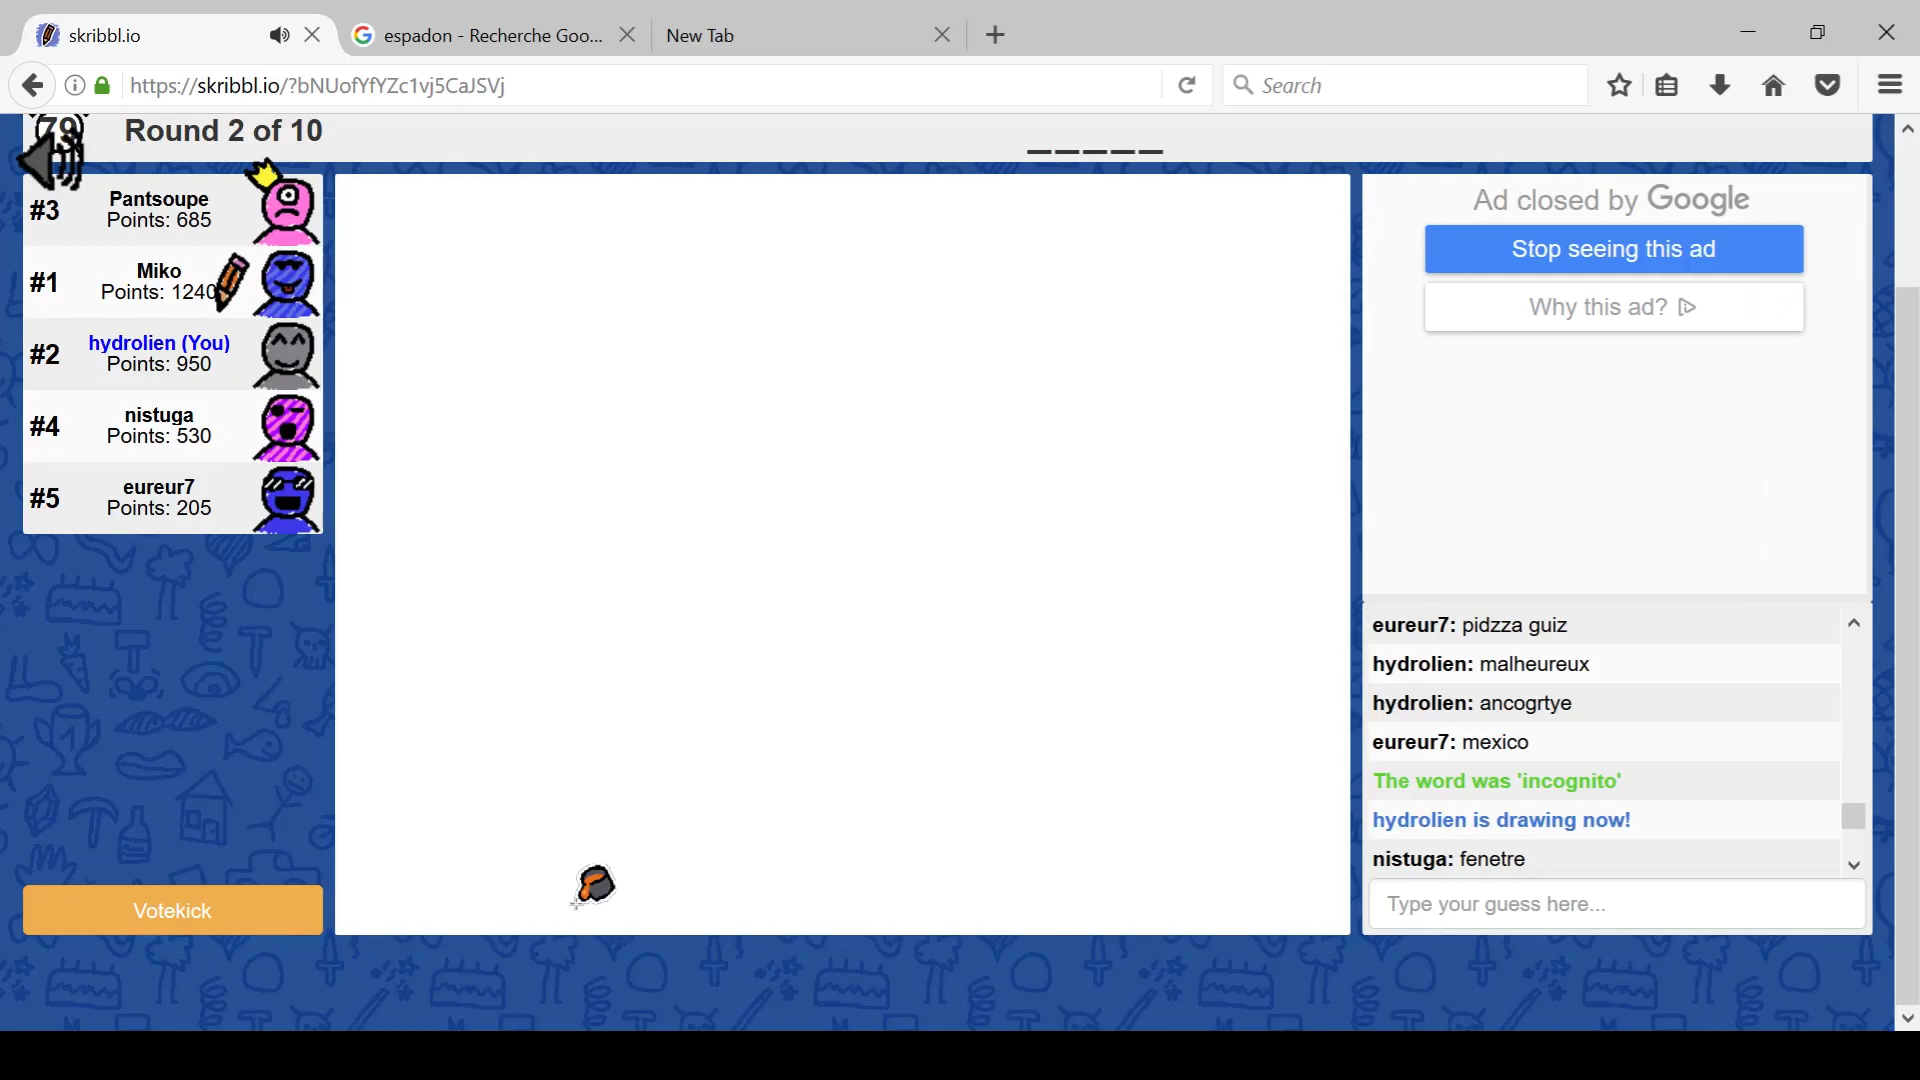 skribbl.io
espadon - Recherche Goo...
New Tab
https://skribbl.io/?bNUofYfYZc1vj5CaJSVj
Search
79
Round 2 of 10
_____
#3
Pantsoupe
Points: 685
#1
Miko
Points: 1240
#2
hydrolien (You)
Points: 950
#4
nistuga
Points: 530
#5
eureur7
Points: 205
Votekick
Ad closed by Google
Stop seeing this ad
Why this ad?
eureur7: pidzza guiz
hydrolien: malheureux
hydrolien: ancogrtye
eureur7: mexico
The word was 'incognito'
hydrolien is drawing now!
nistuga: fenetre
Type your guess here...